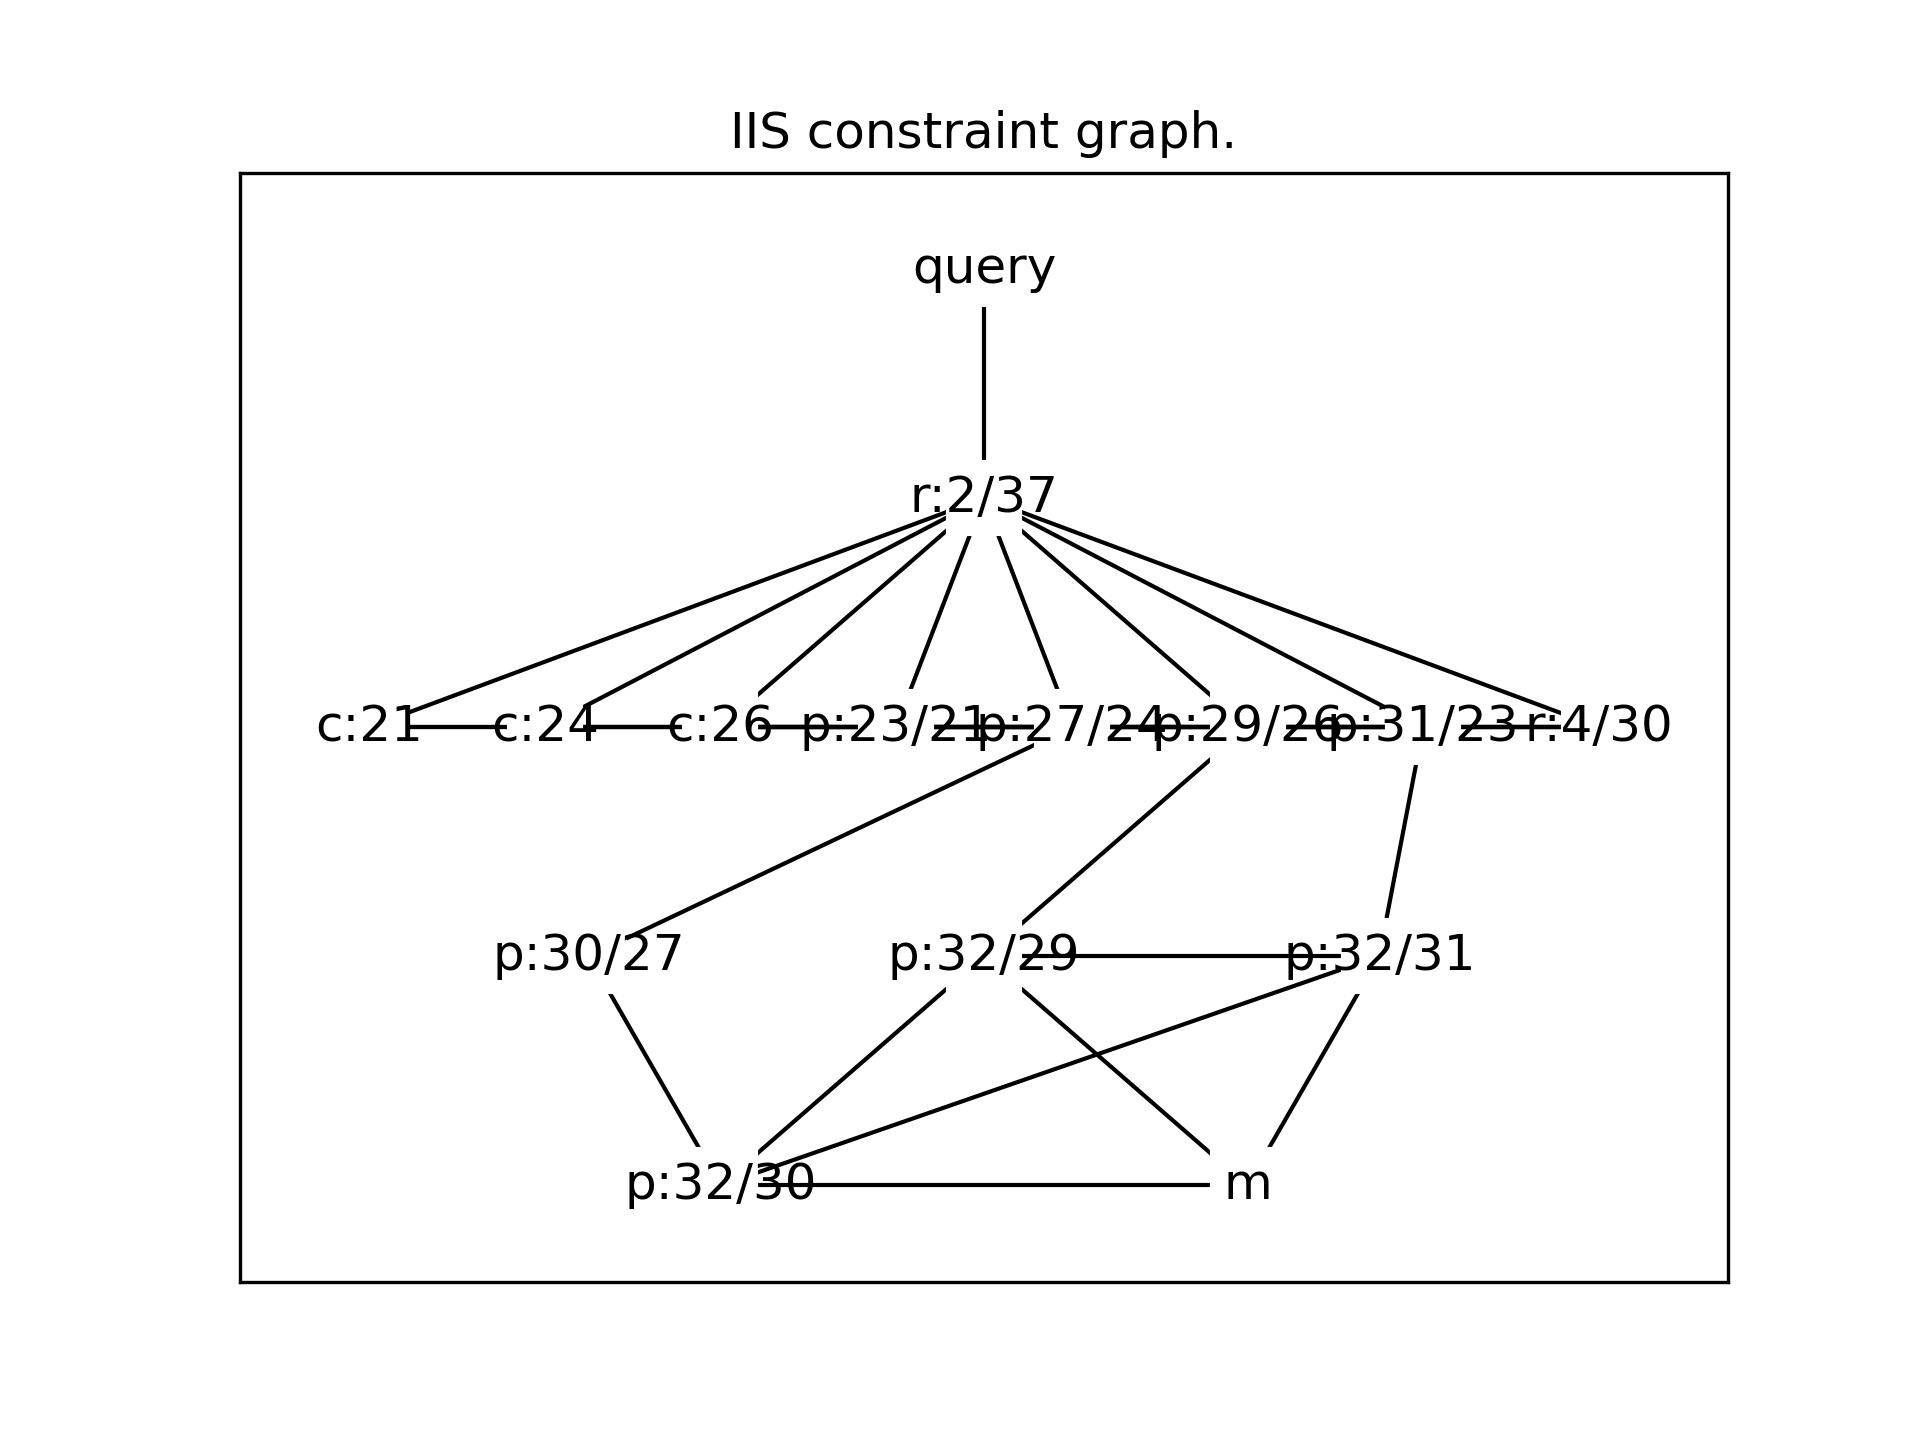 IIS constraint graph.
query
r:2/37
c:21 c:24 c:26 p:23/21 p:27/24 p:29/26 p:31/23 r:4/30
p:30/27 p:32/29 p:32/31
p:32/30 m